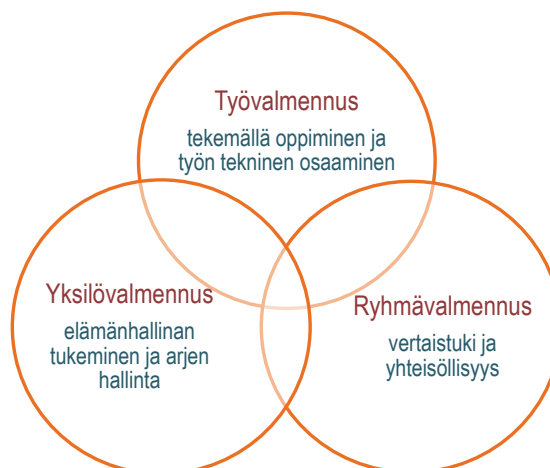 Työvalmennus
tekemällä oppiminen ja
työn tekninen osaaminen
Yksilövalmennus
elämänhallinan
tukeminen ja arjen
hallinta
Ryhmävalmennus
vertaistuki ja
yhteisöllisyys